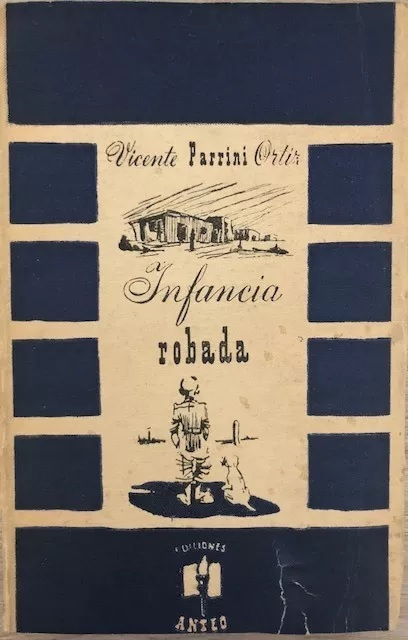 Vicente Parrini Ortiz
Infancia
robada
EDICIONES
ANTEO